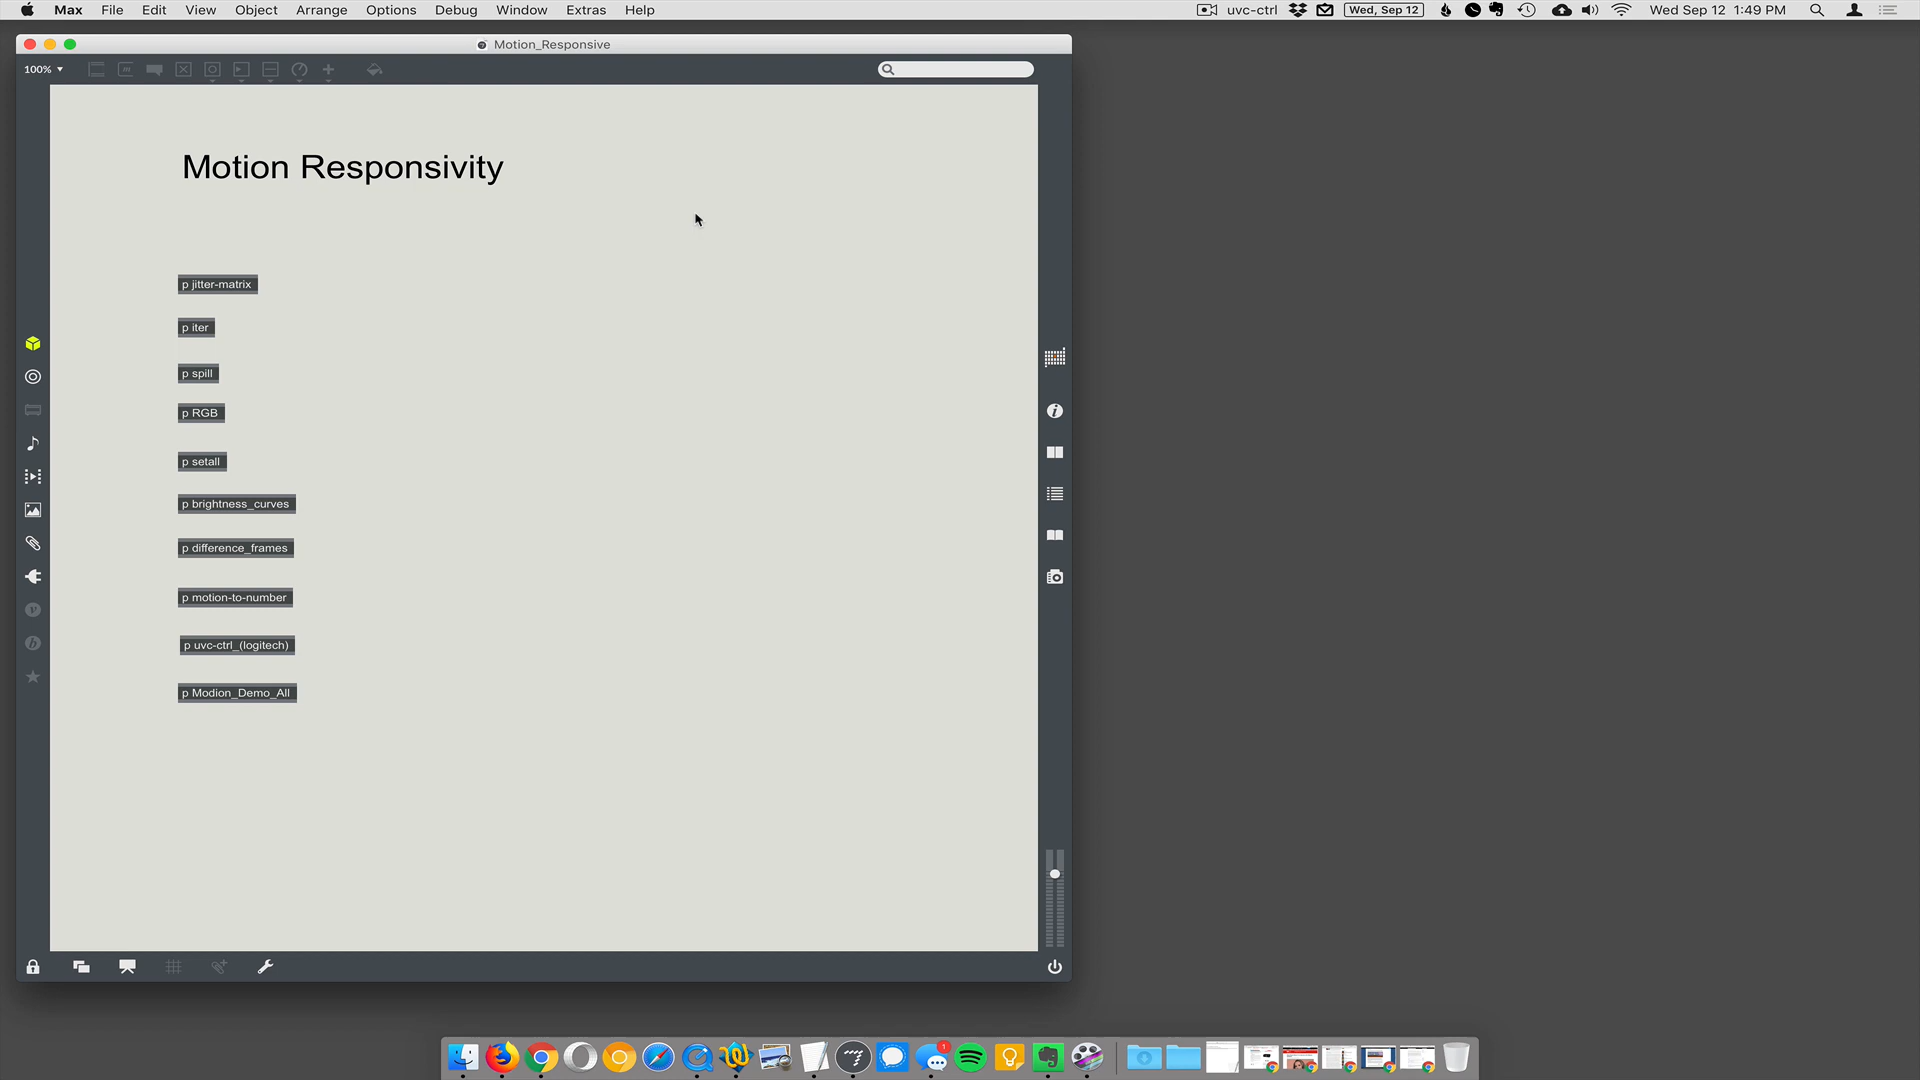 Max File Edit View Object Arrange Options Debug Window Extras Help uvc-ctrl Wed, Sep 12 Wed Sep 12 1:49 PM
Motion_Responsive
100%
Motion Responsivity
p jitter-matrix
p iter
p spill
p RGB
p setall
p brightness_curves
p difference_frames
p motion-to-number
p uvc-ctrl_(logitech)
p Modion_Demo_All
1